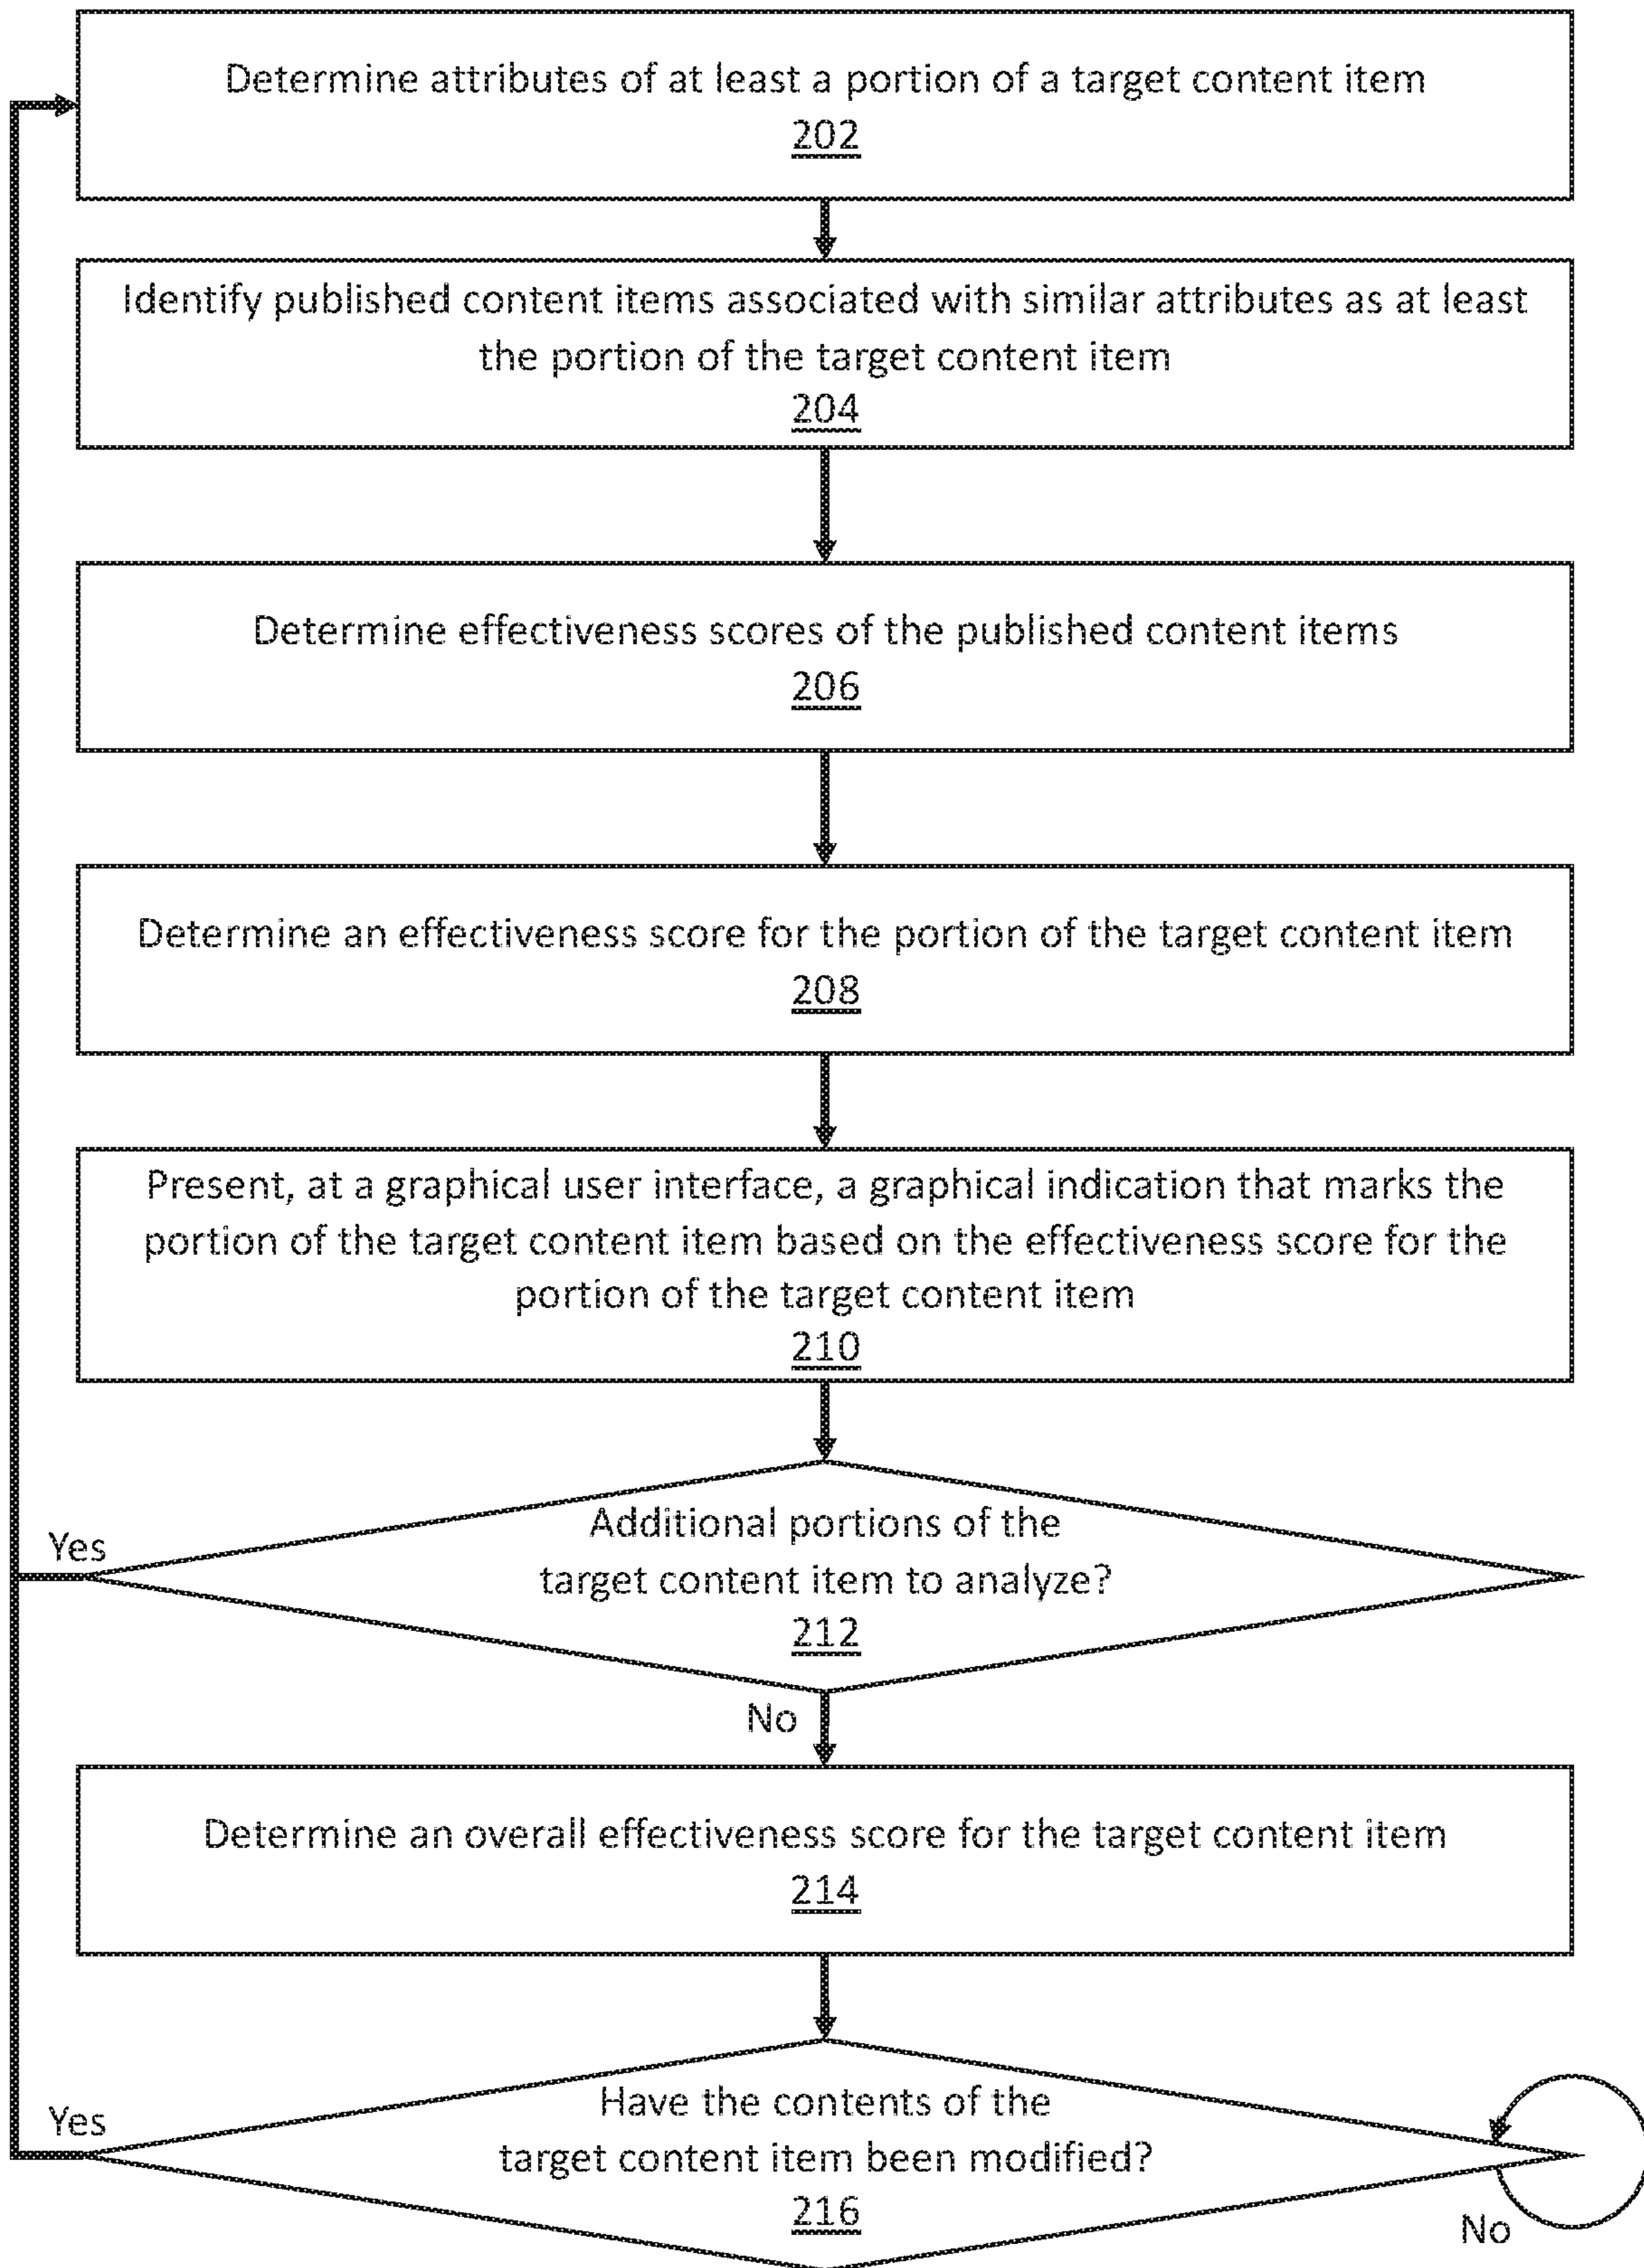 Determine attributes of at least a portion of a target content item
202
Identify published content items associated with similar attributes as at least
the portion of the target content item
204
Determine effectiveness scores of the published content items
206
Determine an effectiveness score for the portion of the target content item
208
Present, at a graphical user interface, a graphical indication that marks the
portion of the target content item based on the effectiveness score for the
portion of the target content item
210
Additional portions of the
Yes
target content item to analyze?
212
No
Determine an overall effectiveness score for the target content item
214
Have the contents of the
Yes
target content item been modified?
216
No